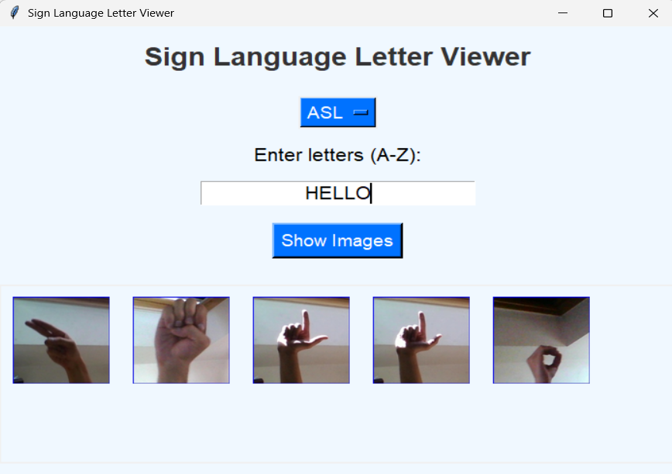 Sign Language Letter Viewer
Sign Language Letter Viewer
ASL
Enter letters (A-Z):
HELLO
Show Images